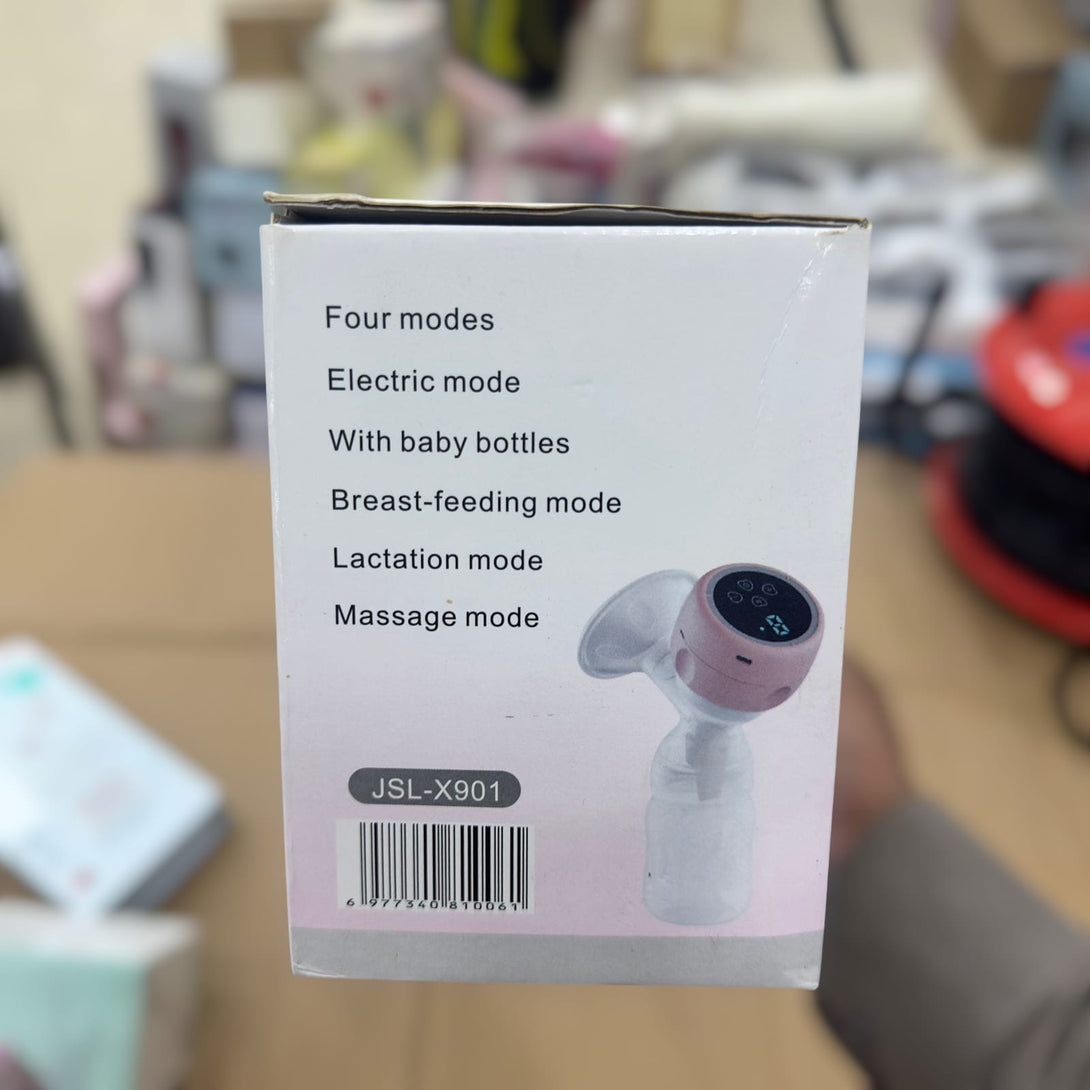 Four modes
Electric mode
With baby bottles
Breast-feeding mode
Lactation mode
Massage mode
JSL-X901
6 977340 810061